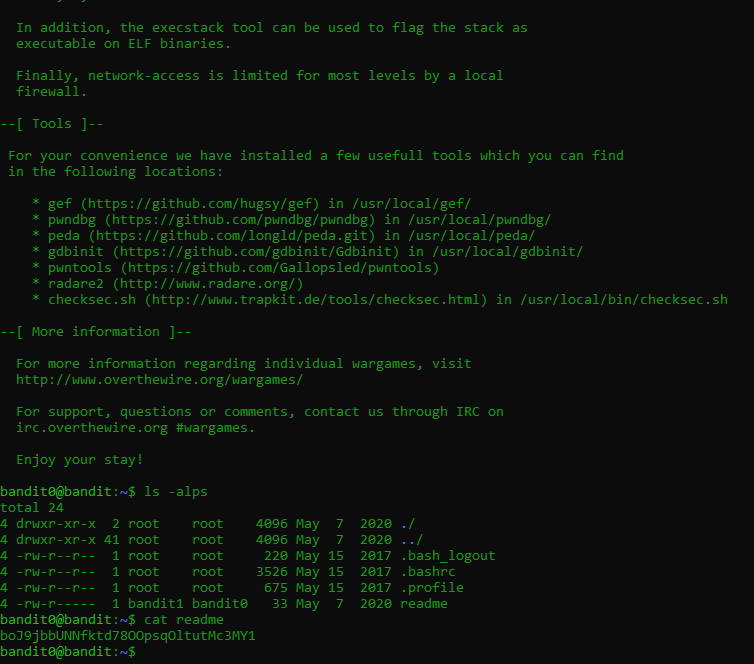 In addition, the execstack tool can be used to flag the stack as
executable on ELF binaries.
Finally, network-access is limited for most levels by a local
firewall.
--[ Tools ]--
For your convenience we have installed a few usefull tools which you can find
in the following locations:
* gef (https://github.com/hugsy/gef) in /usr/local/gef/
* pwndbg (https://github.com/pwndbg/pwndbg) in /usr/local/pwndbg/
* peda (https://github.com/longld/peda.git) in /usr/local/peda/
* gdbinit (https://github.com/gdbinit/Gdbinit) in /usr/local/gdbinit/
* pwntools (https://github.com/Gallopsled/pwntools)
* radare2 (http://www.radare.org/)
* checksec.sh (http://www.trapkit.de/tools/checksec.html) in /usr/local/bin/checksec.sh
--[ More information ]--
For more information regarding individual wargames, visit
http://www.overthewire.org/wargames/
For support, questions or comments, contact us through IRC on
irc.overthewire.org #wargames.
Enjoy your stay!
bandit0@bandit:~$ ls -alps
total 24
4 drwxr-xr-x  2 root    root    4096 May  7  2020 ./
4 drwxr-xr-x 41 root    root    4096 May  7  2020 ../
4 -rw-r--r--  1 root    root     220 May 15  2017 .bash_logout
4 -rw-r--r--  1 root    root    3526 May 15  2017 .bashrc
4 -rw-r--r--  1 root    root     675 May 15  2017 .profile
4 -rw-r-----  1 bandit1 bandit0   33 May  7  2020 readme
bandit0@bandit:~$ cat readme
boJ9jbbUNNfktd78OOpsqOltutMc3MY1
bandit0@bandit:~$